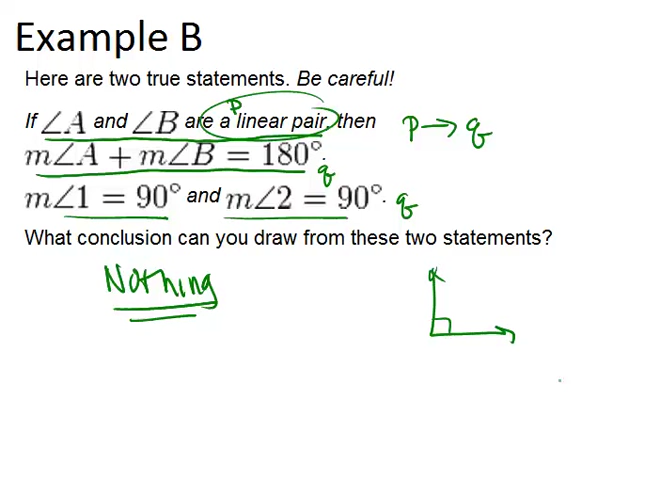 Example B
Here are two true statements. Be careful!
p
If ∠A and ∠B are a linear pair, then p → q
m∠A + m∠B = 180°.
q
m∠1 = 90° and m∠2 = 90°. q
What conclusion can you draw from these two statements?
Nothing